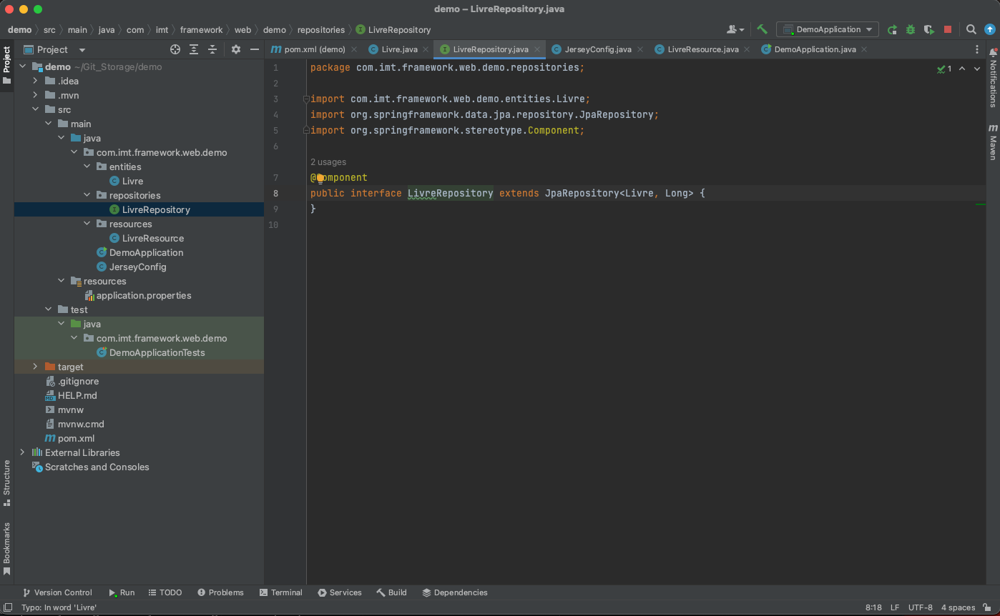 demo – LivreRepository.java
demo src main java com imt framework web demo repositories LivreRepository
DemoApplication
Project
pom.xml (demo) Livre.java LivreRepository.java JerseyConfig.java LivreResource.java DemoApplication.java
Project
demo ~/Git_Storage/demo
.idea
.mvn
src
main
java
com.imt.framework.web.demo
entities
Livre
repositories
LivreRepository
resources
LivreResource
DemoApplication
JerseyConfig
resources
application.properties
test
java
com.imt.framework.web.demo
DemoApplicationTests
target
.gitignore
HELP.md
mvnw
mvnw.cmd
pom.xml
External Libraries
Scratches and Consoles
Structure
Bookmarks
1 package com.imt.framework.web.demo.repositories;
2
3 import com.imt.framework.web.demo.entities.Livre;
4 import org.springframework.data.jpa.repository.JpaRepository;
5 import org.springframework.stereotype.Component;
6
2 usages
7 @Component
8 public interface LivreRepository extends JpaRepository<Livre, Long> {
9 }
10
1
Notifications
Maven
Version Control Run TODO Problems Terminal Services Build Dependencies
Typo: In word 'Livre' 8:18 LF UTF-8 4 spaces